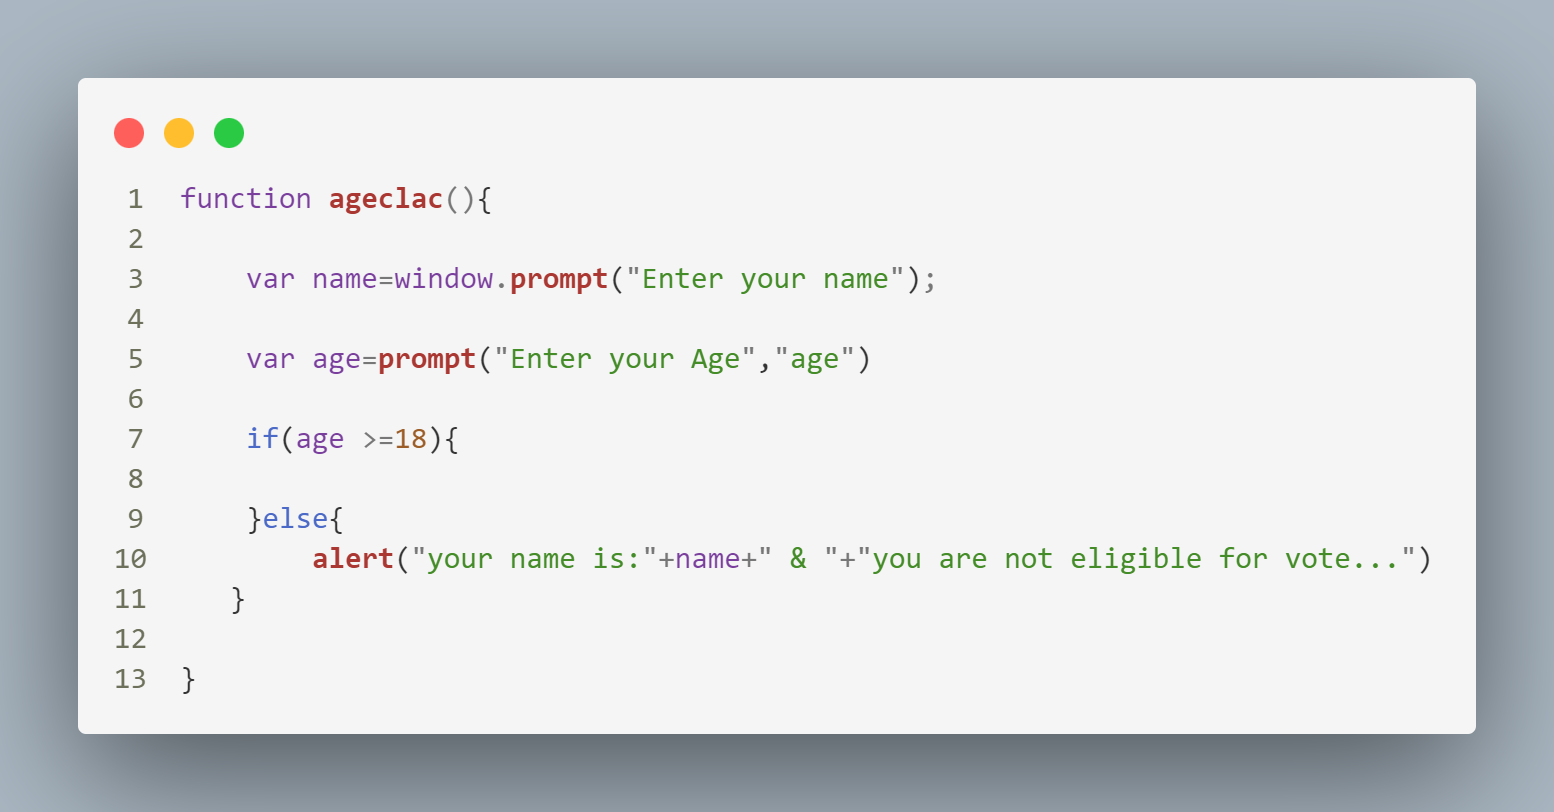 1 function ageclac(){
2
3     var name=window.prompt("Enter your name");
4
5     var age=prompt("Enter your Age","age")
6
7     if(age >=18){
8
9     }else{
10         alert("your name is:"+name+" & "+"you are not eligible for vote...")
11    }
12
13 }